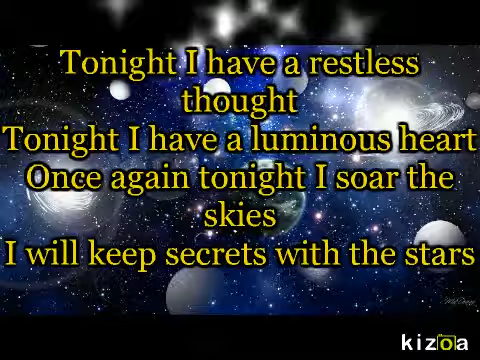 Tonight I have a restless
thought
Tonight I have a luminous heart
Once again tonight I soar the
skies
I will keep secrets with the stars
kizoa